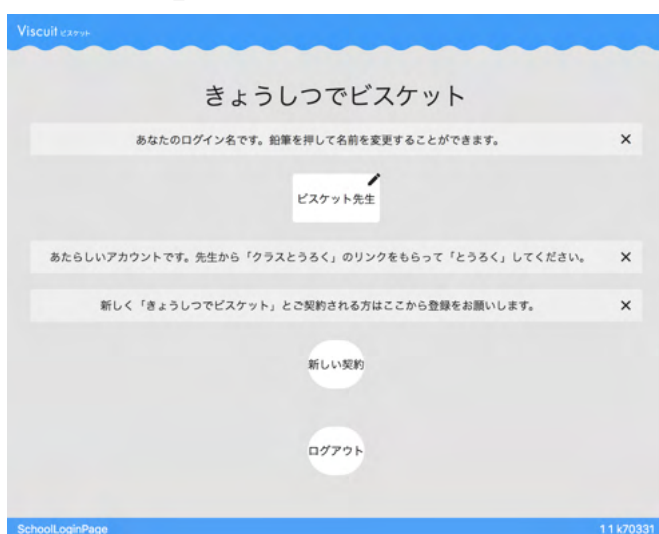 Viscuit ビスケット
きょうしつでビスケット
あなたのログイン名です。鉛筆を押して名前を変更することができます。 ×
ビスケット先生
あたらしいアカウントです。先生から「クラスとうろく」のリンクをもらって「とうろく」してください。 ×
新しく「きょうしつでビスケット」とご契約される方はここから登録をお願いします。 ×
新しい契約
ログアウト
SchoolLoginPage 1 1 k70331